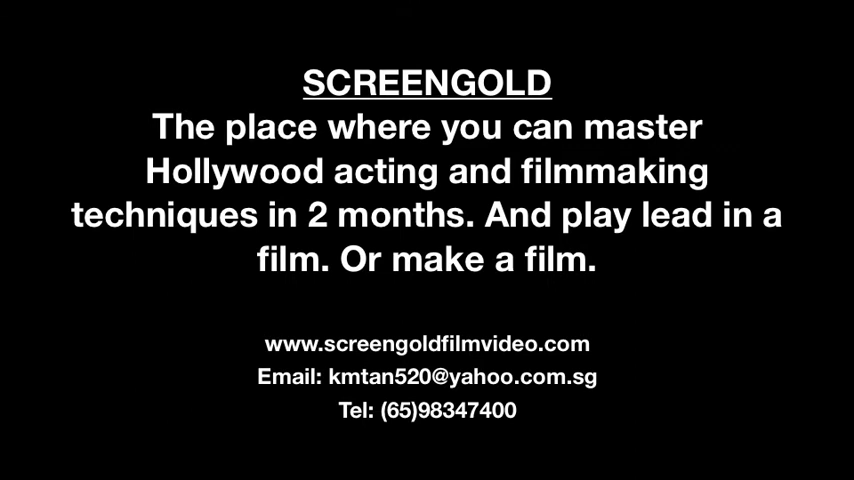 SCREENGOLD
The place where you can master
Hollywood acting and filmmaking
techniques in 2 months. And play lead in a
film. Or make a film.
www.screengoldfilmvideo.com
Email: kmtan520@yahoo.com.sg
Tel: (65)98347400